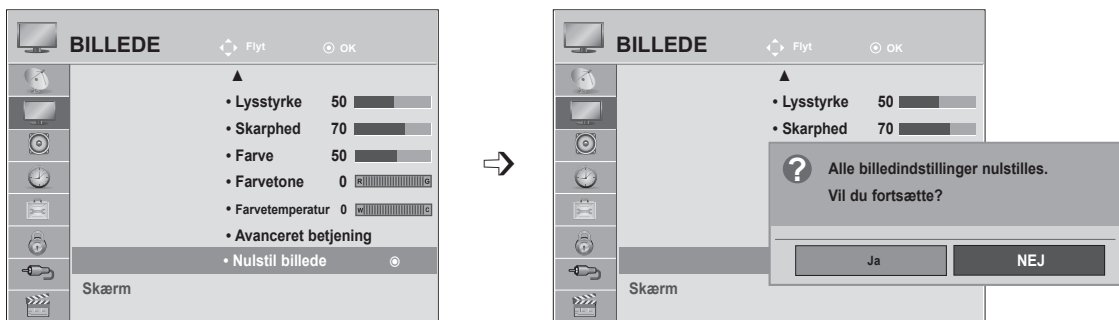 BILLEDE Flyt OK
▲
• Lysstyrke 50
• Skarphed 70
• Farve 50
• Farvetone 0 R G
• Farvetemperatur 0 W C
• Avanceret betjening
• Nulstil billede
Skærm
BILLEDE Flyt OK
▲
• Lysstyrke 50
• Skarphed 70
? Alle billedindstillinger nulstilles.
Vil du fortsætte?
Ja NEJ
Skærm